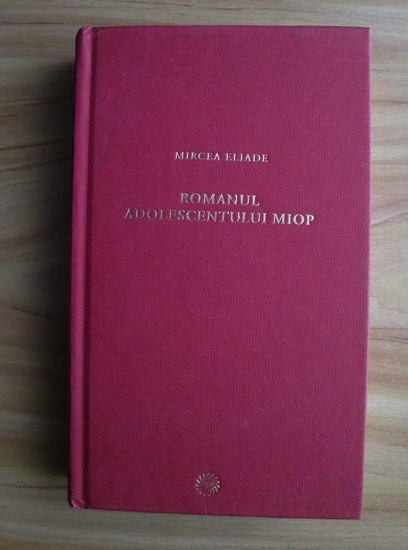 MIRCEA ELIADE
ROMANUL
ADOLESCENTULUI MIOP